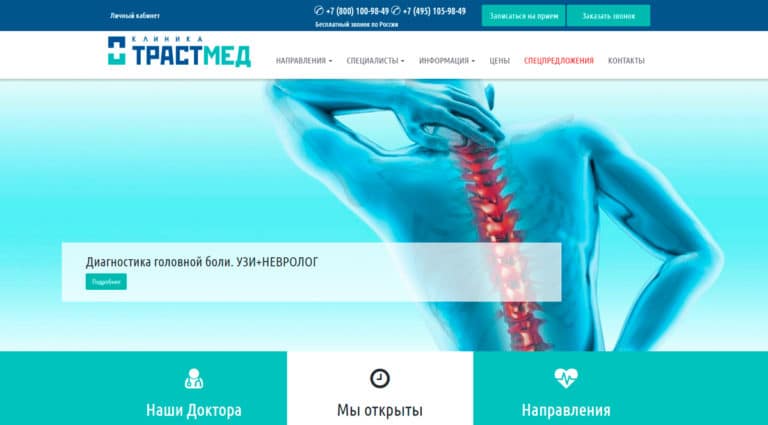 Личный кабинет
+7 (800) 100-98-49 +7 (495) 105-98-49
Бесплатный звонок по России
Записаться на прием
Заказать звонок
КЛИНИКА
ТРАСТМЕД
НАПРАВЛЕНИЯ
СПЕЦИАЛИСТЫ
ИНФОРМАЦИЯ
ЦЕНЫ
СПЕЦПРЕДЛОЖЕНИЯ
КОНТАКТЫ
Диагностика головной боли. УЗИ+НЕВРОЛОГ
Подробнее
Наши Доктора
Мы открыты
Направления